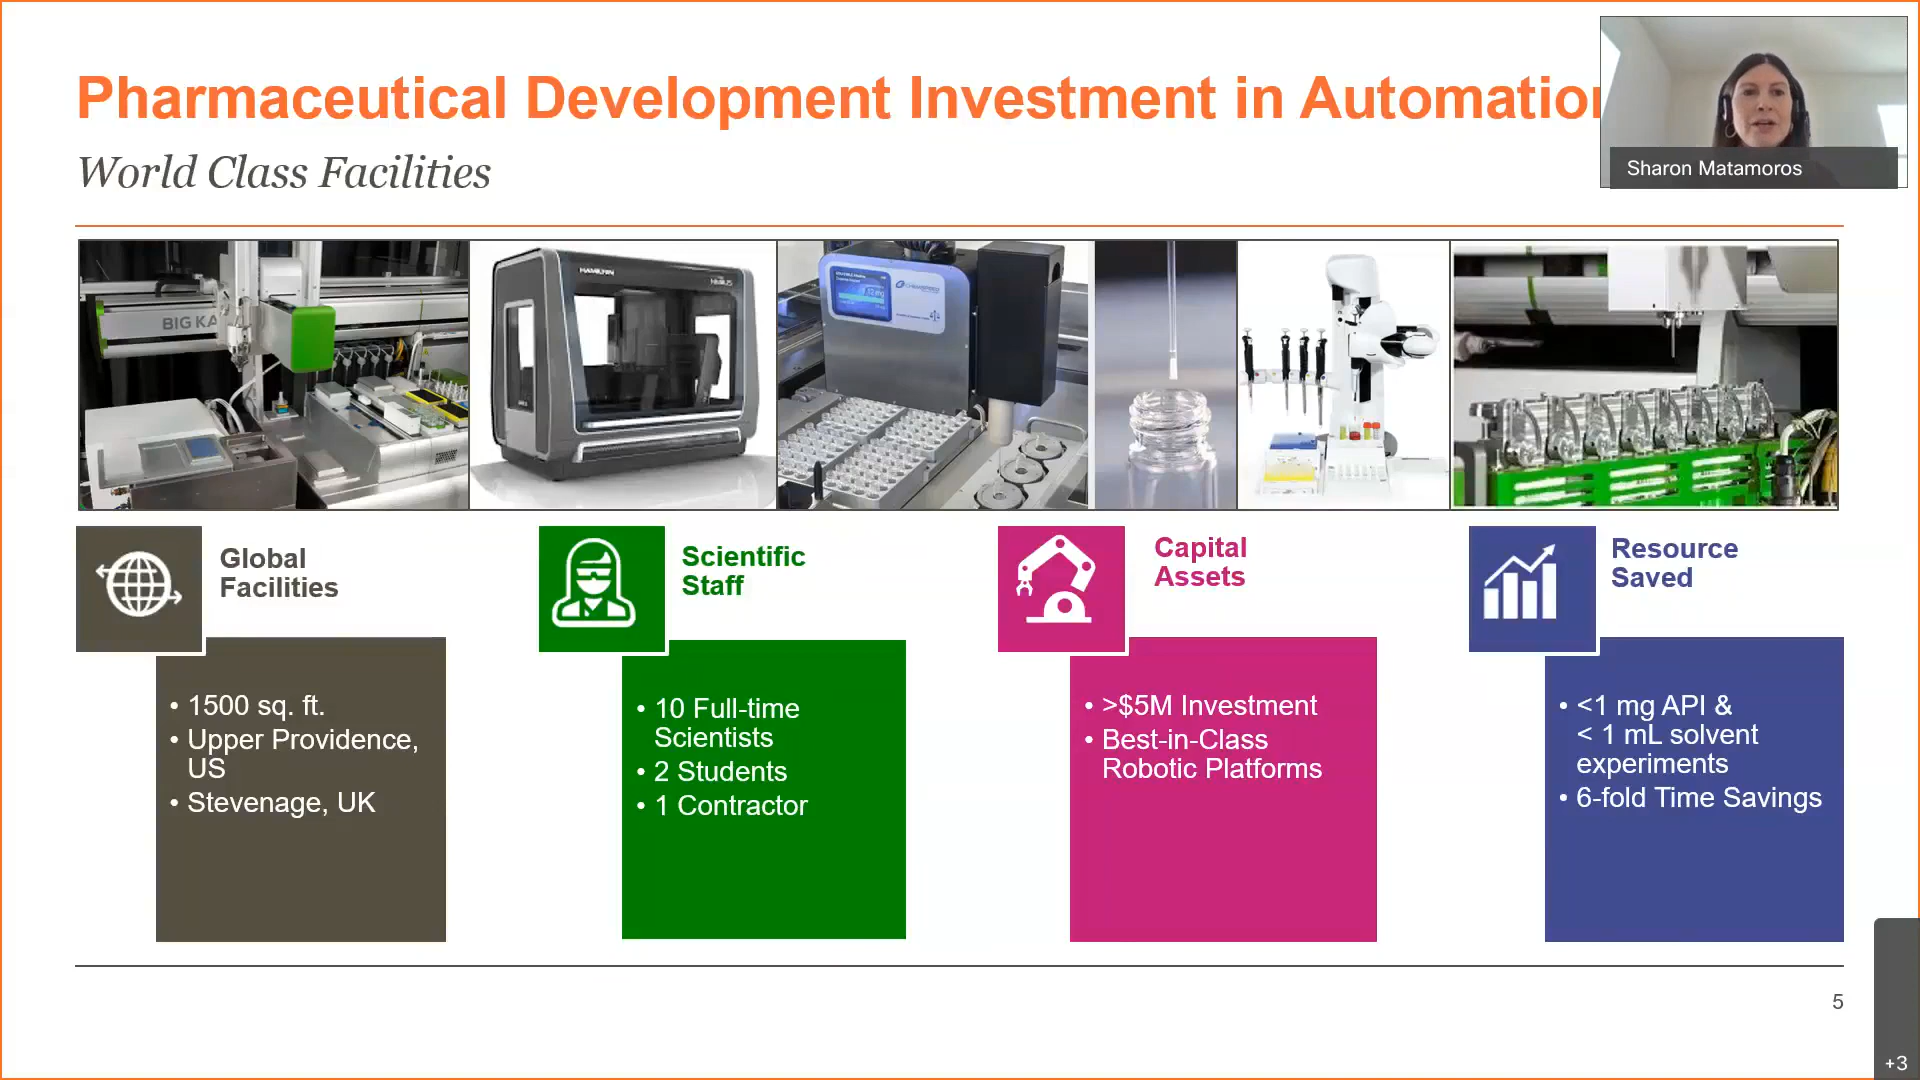 Pharmaceutical Development Investment in Automation
Sharon Matamoros
World Class Facilities
BIG KA
HAMILTON
Global
Facilities
Scientific
Staff
Capital
Assets
Resource
Saved
• 1500 sq. ft.
• Upper Providence,
US
• Stevenage, UK
• 10 Full-time
Scientists
• 2 Students
• 1 Contractor
• >$5M Investment
• Best-in-Class
Robotic Platforms
• <1 mg API &
< 1 mL solvent
experiments
• 6-fold Time Savings
5
+3